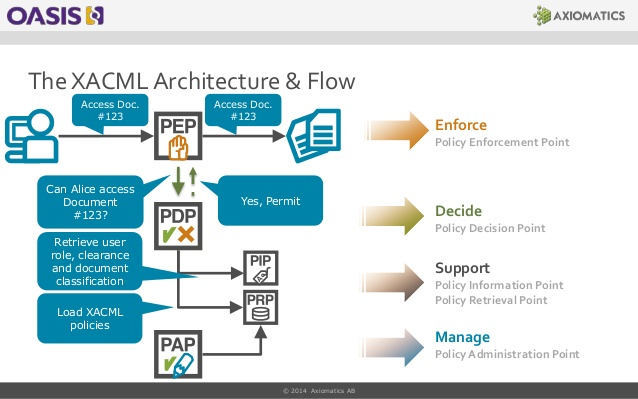 OASIS
AXIOMATICS
The XACML Architecture & Flow
Access Doc.
#123
Access Doc.
#123
PEP
Can Alice access
Document
#123?
Yes, Permit
PDP
Retrieve user
role, clearance
and document
classification
PIP
Load XACML
policies
PRP
PAP
Enforce
Policy Enforcement Point
Decide
Policy Decision Point
Support
Policy Information Point
Policy Retrieval Point
Manage
Policy Administration Point
© 2014 Axiomatics AB